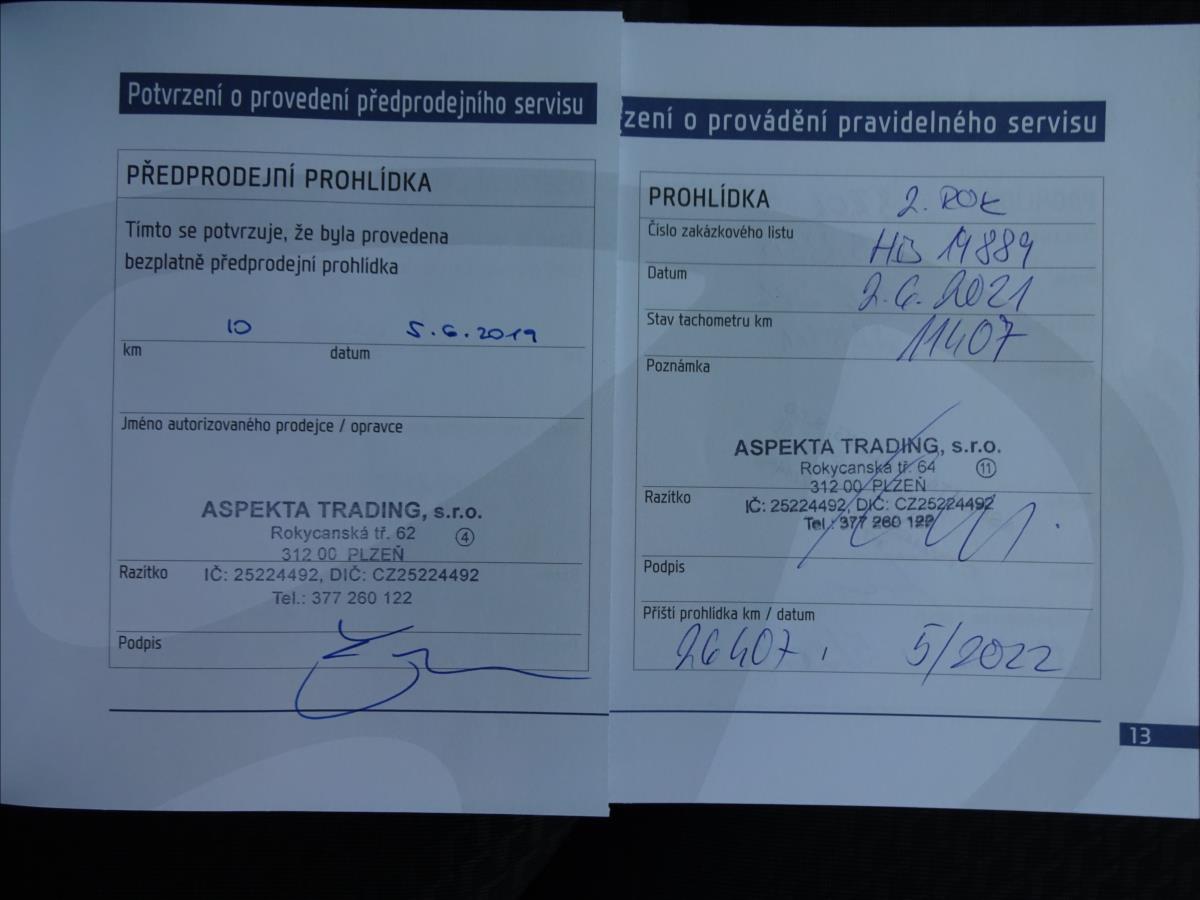 Potvrzení o provedení předprodejního servisu
PŘEDPRODEJNÍ PROHLÍDKA
Tímto se potvrzuje, že byla provedena
bezplatně předprodejní prohlídka
10 5.6.2019
km datum
Jméno autorizovaného prodejce / opravce
ASPEKTA TRADING, s.r.o.
Rokycanská tř. 62 4
312 00 PLZEŇ
Razítko IČ: 25224492, DIČ: CZ25224492
Tel.: 377 260 122
Podpis
zení o provádění pravidelného servisu
PROHLÍDKA 2. ROK
Číslo zakázkového listu HB 19889
Datum 2.6.2021
Stav tachometru km 11407
Poznámka
ASPEKTA TRADING, s.r.o.
Rokycanská tř. 64 11
312 00 PLZEŇ
Razítko IČ: 25224492, DIČ: CZ25224492
Tel.: 377 260 122
Podpis
Příští prohlídka km / datum
26407, 5/2022
13